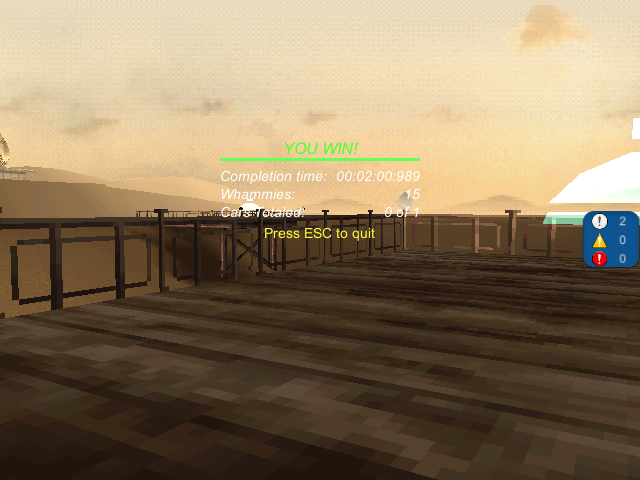 YOU WIN!
Completion time: 00:02:00:989
Whammies: 15
Cars Totaled: 0 of 1
Press ESC to quit
! 2
! 0
! 0